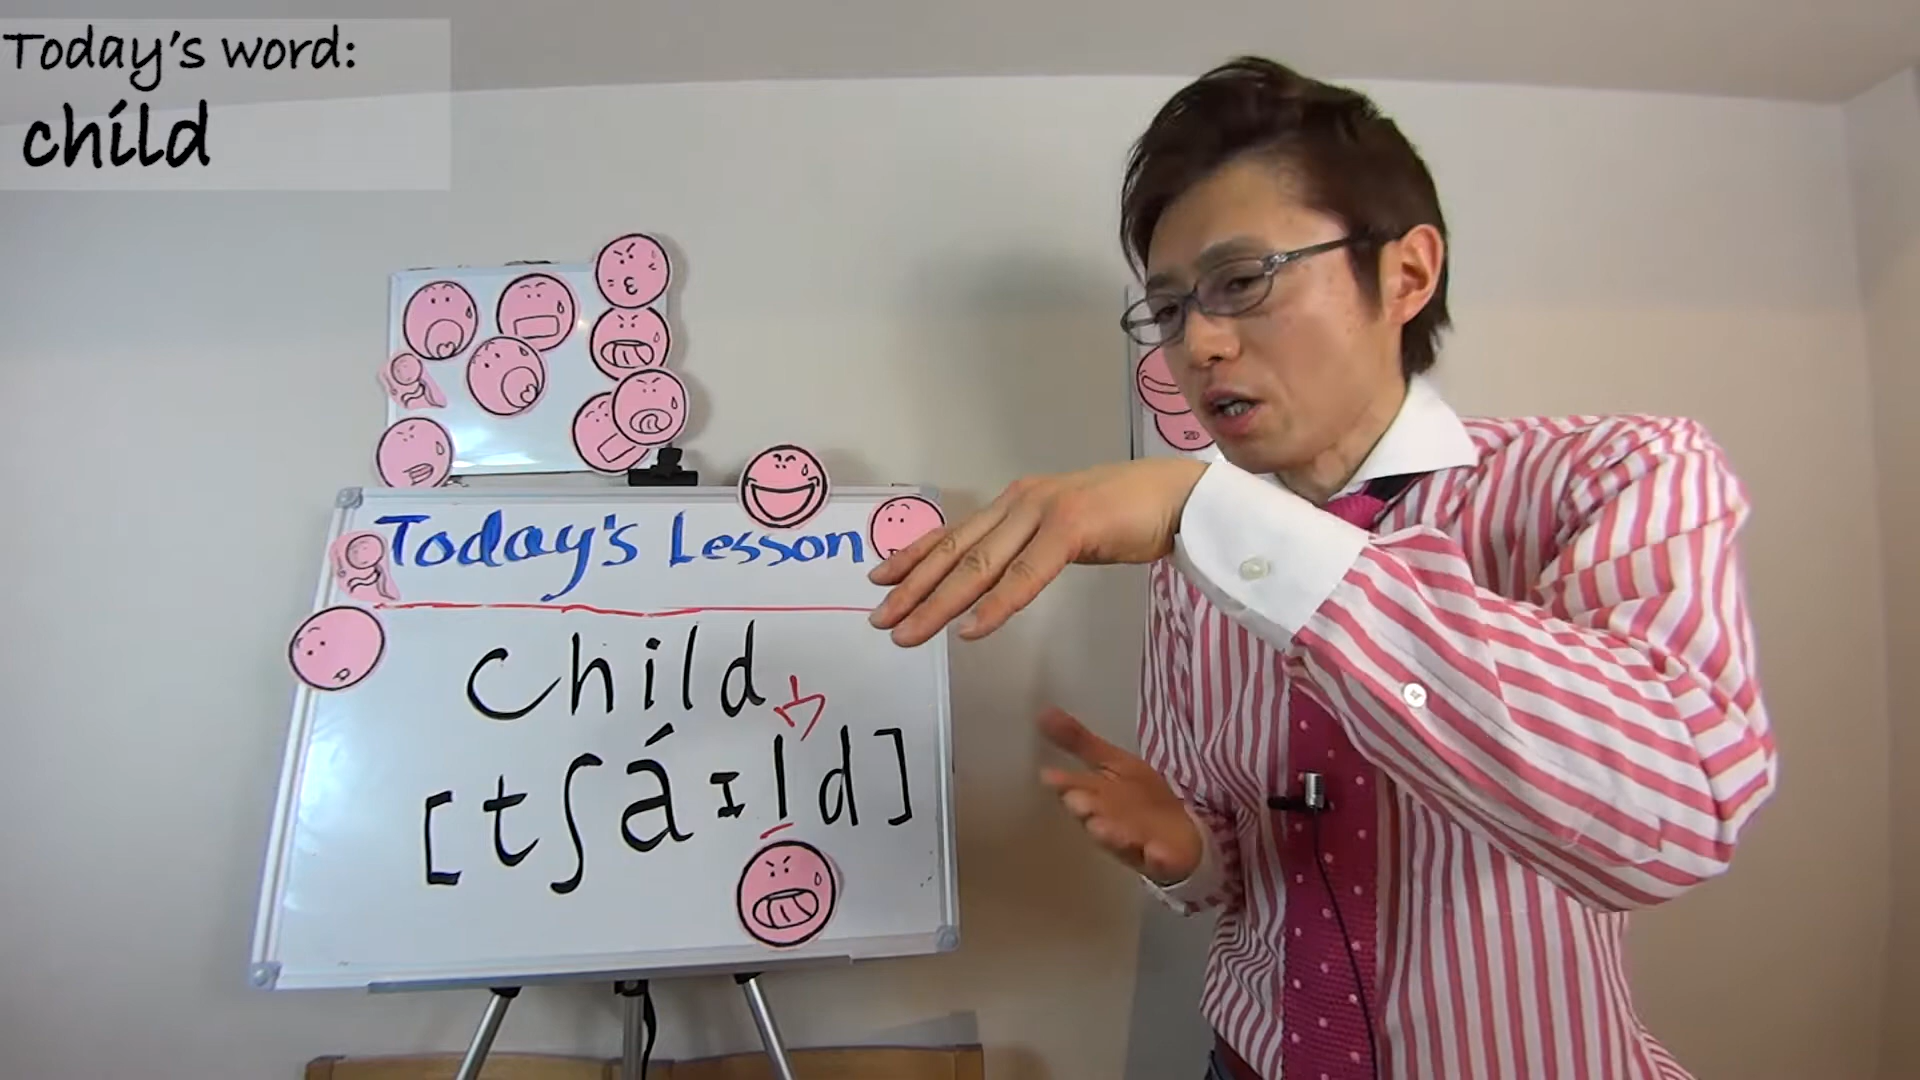 Today's word:
child
Today's Lesson
child
ウ
[tʃáɪld]